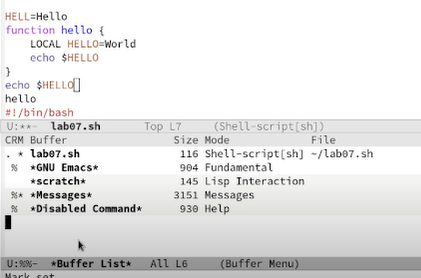 HELL=Hello
function hello {
LOCAL HELLO=World
echo $HELLO
}
echo $HELLO
hello
#!/bin/bash
U:**- lab07.sh Top L7 (Shell-script[sh])
CRM Buffer Size Mode File
. * lab07.sh 116 Shell-script[sh] ~/lab07.sh
% *GNU Emacs* 904 Fundamental
*scratch* 145 Lisp Interaction
%* *Messages* 3151 Messages
% *Disabled Command* 930 Help
U:%%- *Buffer List* All L6 (Buffer Menu)
Mark set